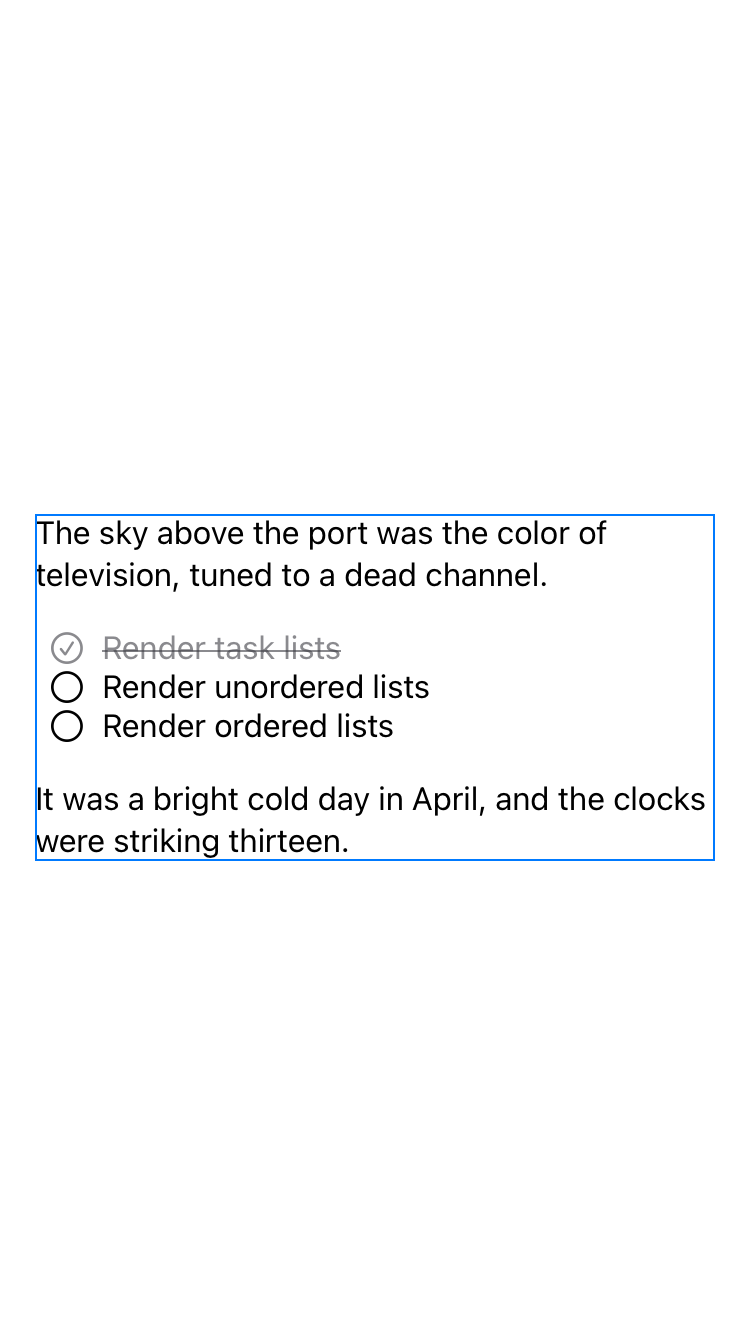 The sky above the port was the color of
television, tuned to a dead channel.
Render task lists
Render unordered lists
Render ordered lists
It was a bright cold day in April, and the clocks
were striking thirteen.